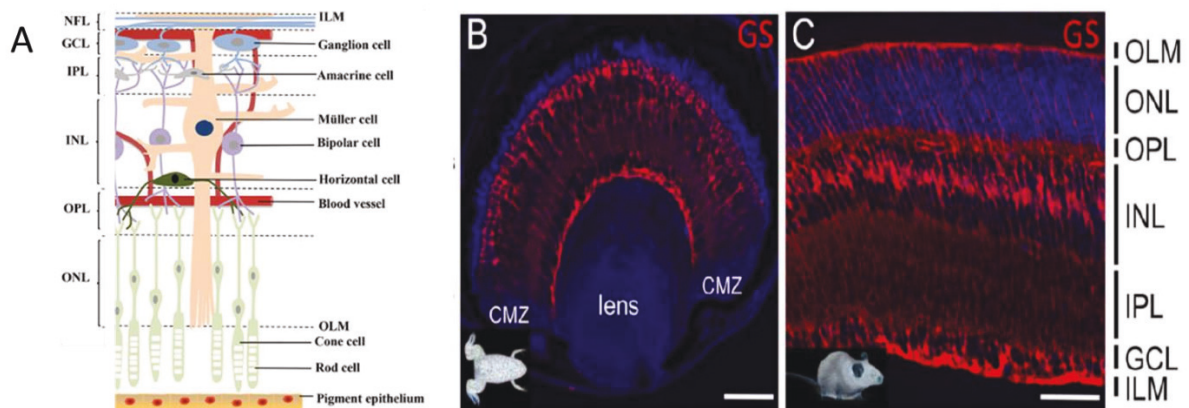 A
NFL
GCL
IPL
INL
OPL
ONL
ILM
Ganglion cell
Amacrine cell
Müller cell
Bipolar cell
Horizontal cell
Blood vessel
OLM
Cone cell
Rod cell
Pigment epithelium
B
GS
CMZ
lens
CMZ
C
GS
OLM
ONL
OPL
INL
IPL
GCL
ILM